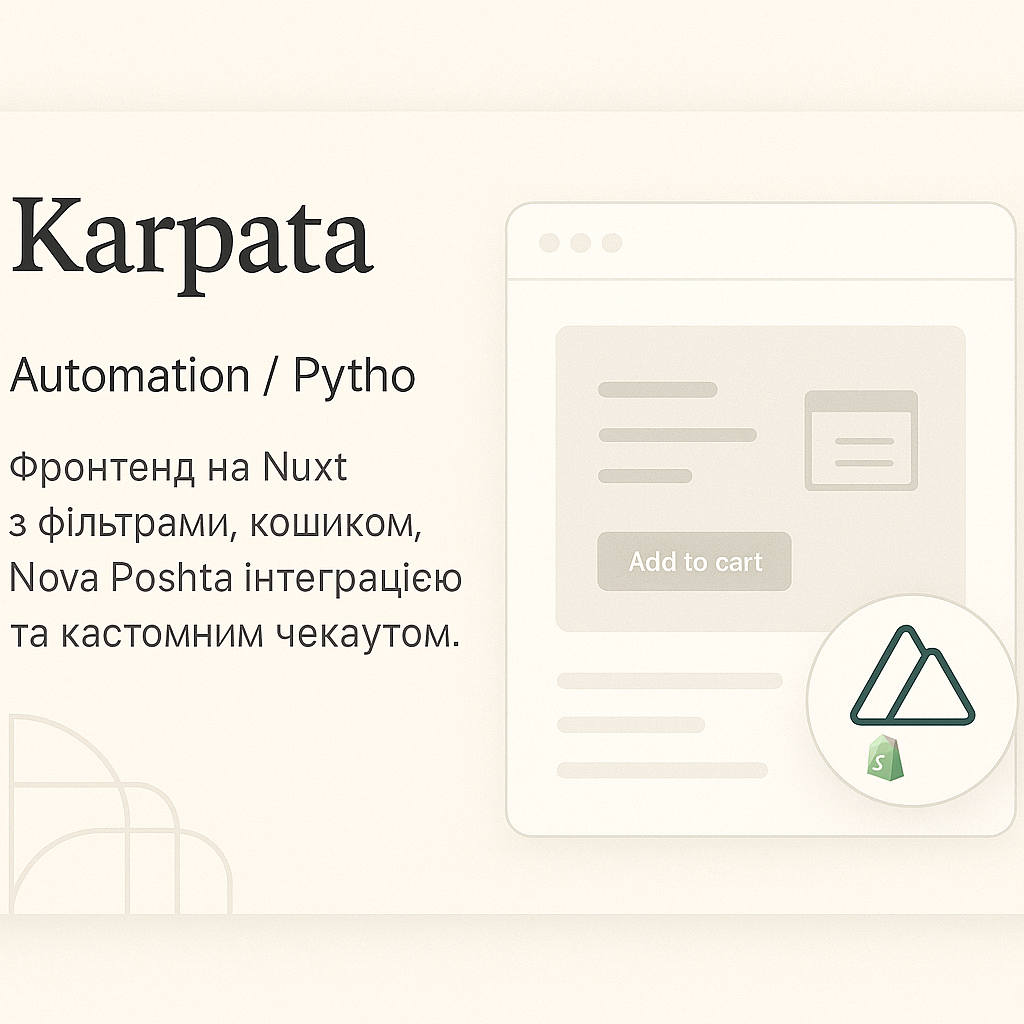 Karpata
Automation / Pytho
Фронтенд на Nuxt
з фільтрами, кошиком,
Nova Poshta інтеграцією
та кастомним чекаутом.
Add to cart
S